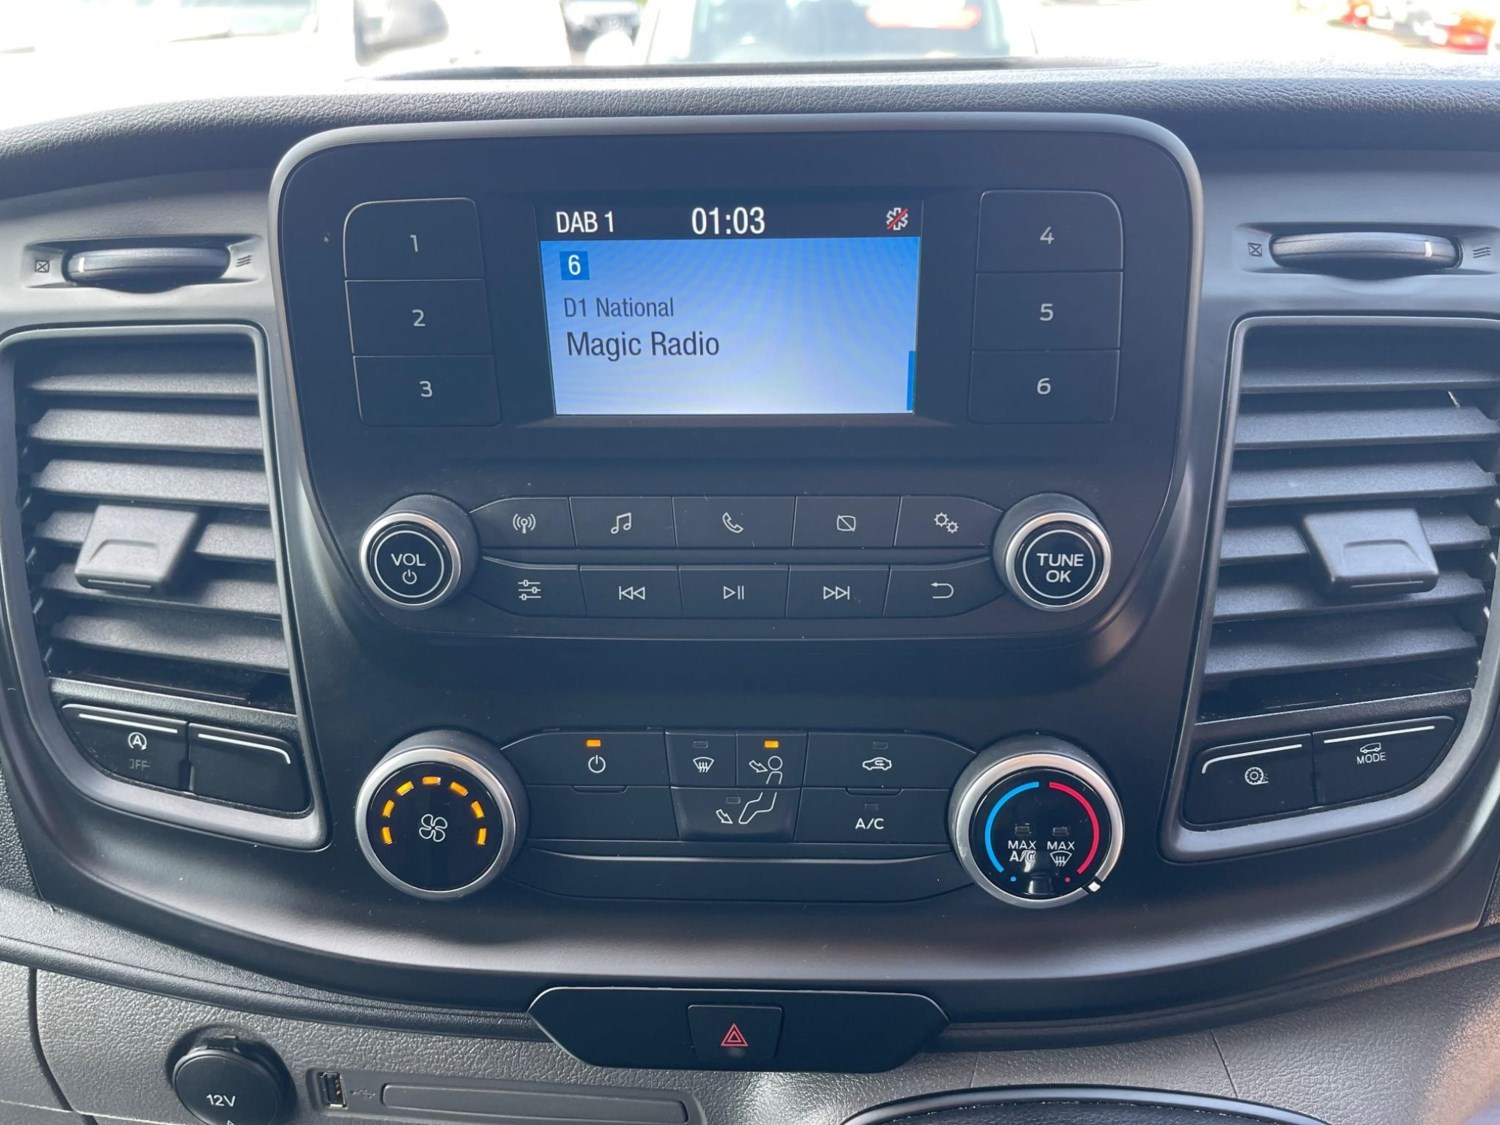 DAB 1 01:03
6
D1 National
Magic Radio
1
2
3
4
5
6
VOL
TUNE
OK
A
OFF
MODE
A/C
MAX MAX
A/C
12V